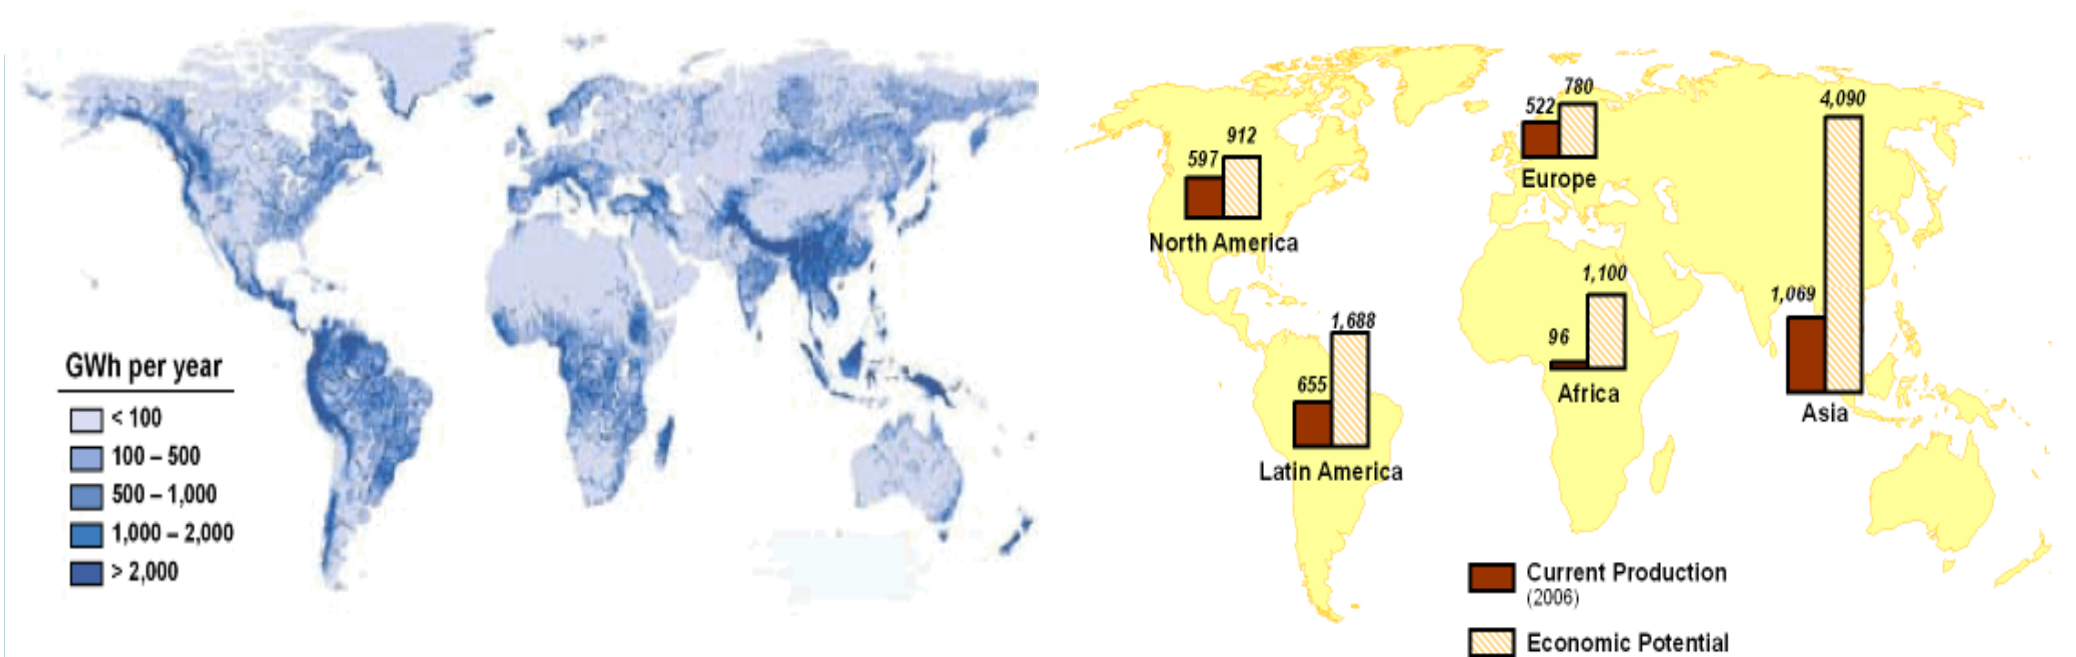 GWh per year
< 100
100 – 500
500 – 1,000
1,000 – 2,000
> 2,000
597
912
North America
522
780
Europe
1,069
4,090
Asia
96
1,100
Africa
655
1,688
Latin America
Current Production
(2006)
Economic Potential